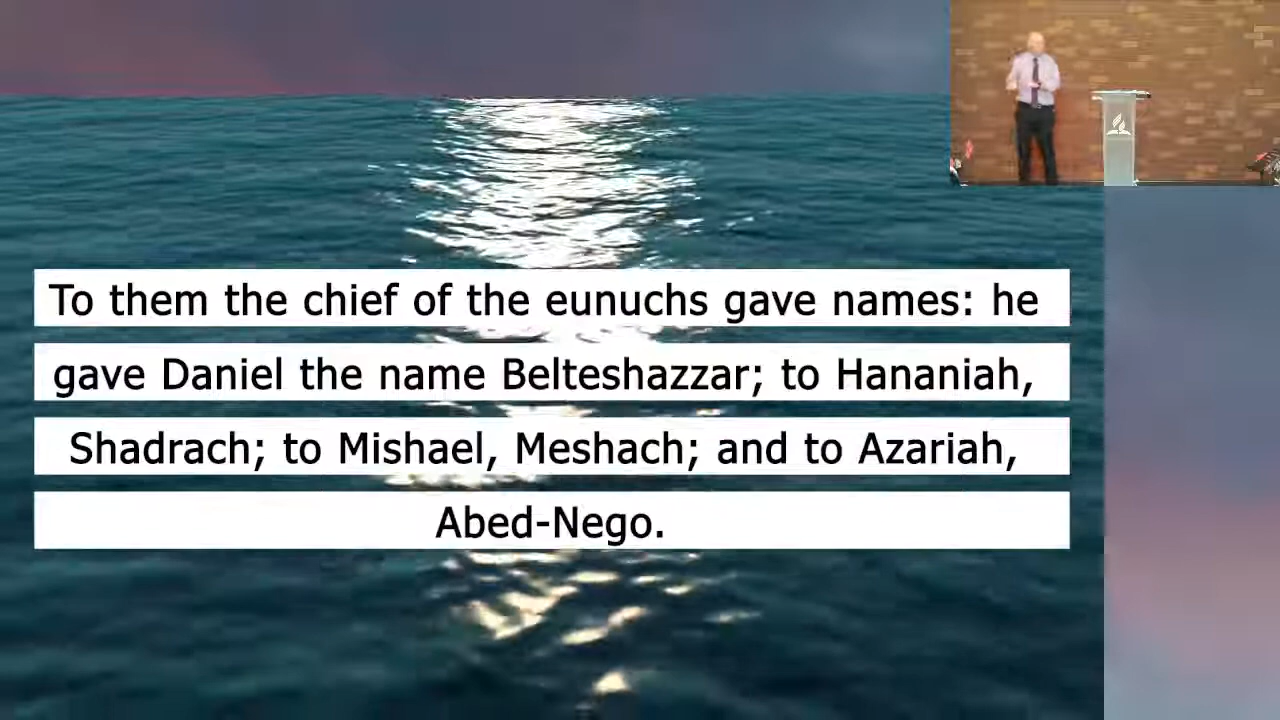 To them the chief of the eunuchs gave names: he
gave Daniel the name Belteshazzar; to Hananiah,
Shadrach; to Mishael, Meshach; and to Azariah,
Abed-Nego.